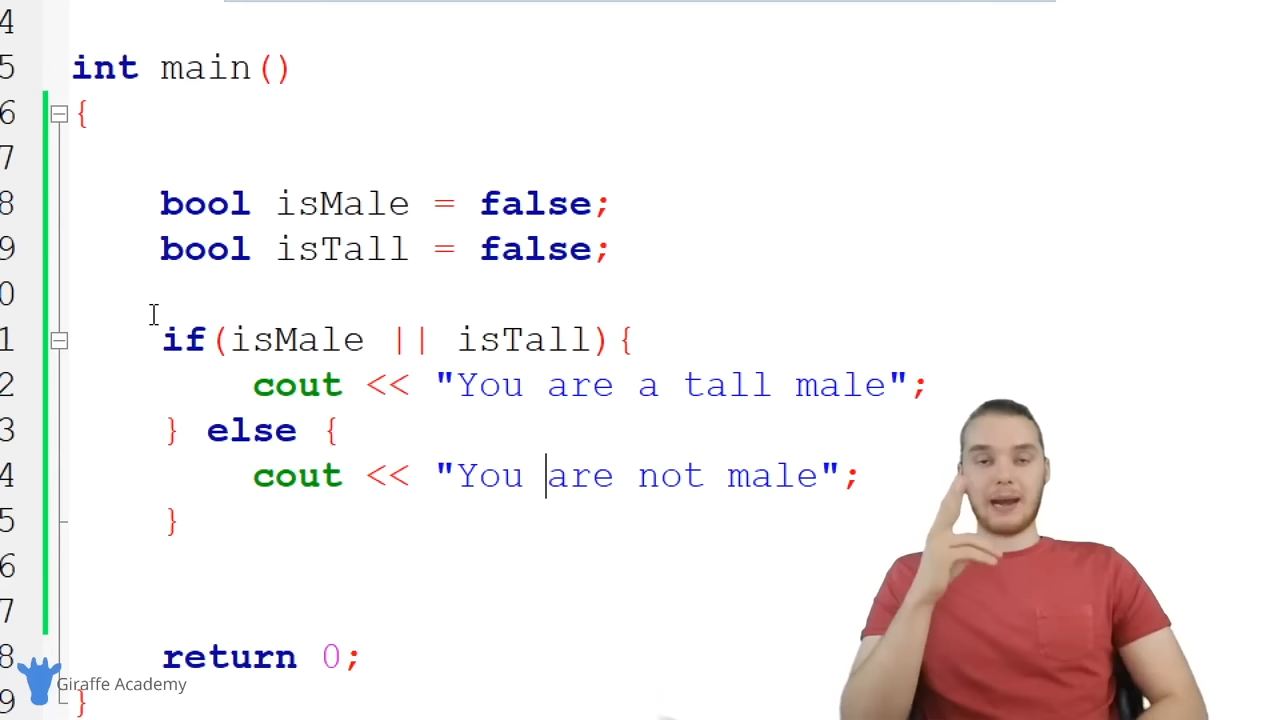 4
5 int main()
6 {
7
8 bool isMale = false;
9 bool isTall = false;
0
1 if(isMale || isTall){
2 cout << "You are a tall male";
3 } else {
4 cout << "You are not male";
5 }
6
7
8 return 0;
Giraffe Academy
9 }